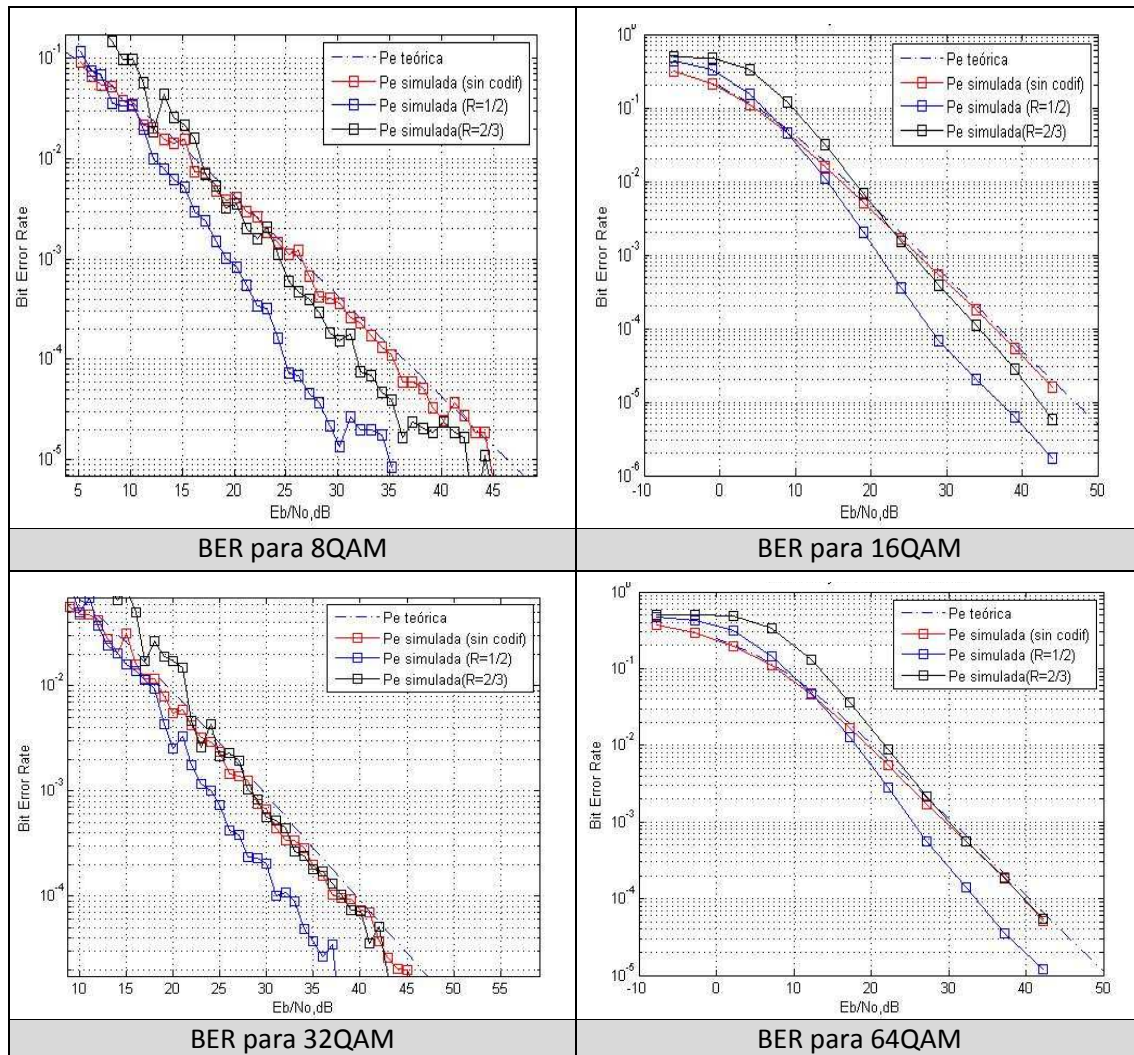 Pe teórica
Pe simulada (sin codif)
Pe simulada (R=1/2)
Pe simulada(R=2/3)
10^-1
10^-2
10^-3
10^-4
10^-5
Bit Error Rate
5 10 15 20 25 30 35 40 45
Eb/No,dB
BER para 8QAM
Pe teórica
Pe simulada (sin codif)
Pe simulada (R=1/2)
Pe simulada(R=2/3)
10^0
10^-1
10^-2
10^-3
10^-4
10^-5
10^-6
Bit Error Rate
-10 0 10 20 30 40 50
Eb/No,dB
BER para 16QAM
Pe teórica
Pe simulada (sin codif)
Pe simulada (R=1/2)
Pe simulada(R=2/3)
10^-2
10^-3
10^-4
Bit Error Rate
10 15 20 25 30 35 40 45 50 55
Eb/No,dB
BER para 32QAM
Pe teórica
Pe simulada (sin codif)
Pe simulada (R=1/2)
Pe simulada(R=2/3)
10^0
10^-1
10^-2
10^-3
10^-4
10^-5
Bit Error Rate
-10 0 10 20 30 40 50
Eb/No,dB
BER para 64QAM